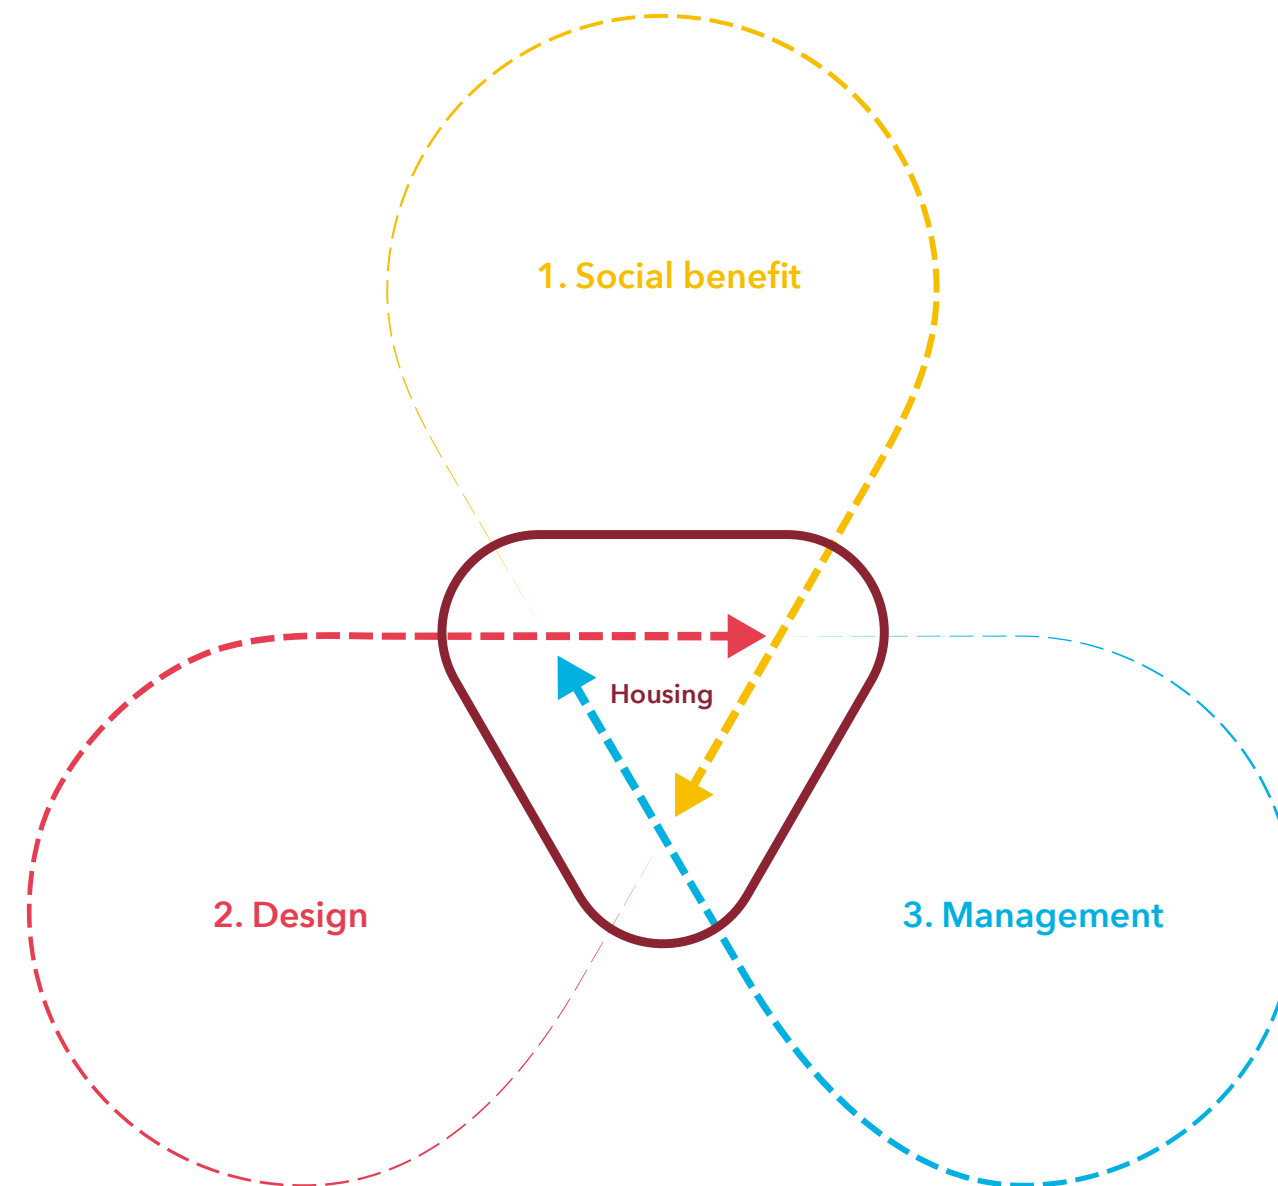 1. Social benefit
Housing
2. Design
3. Management